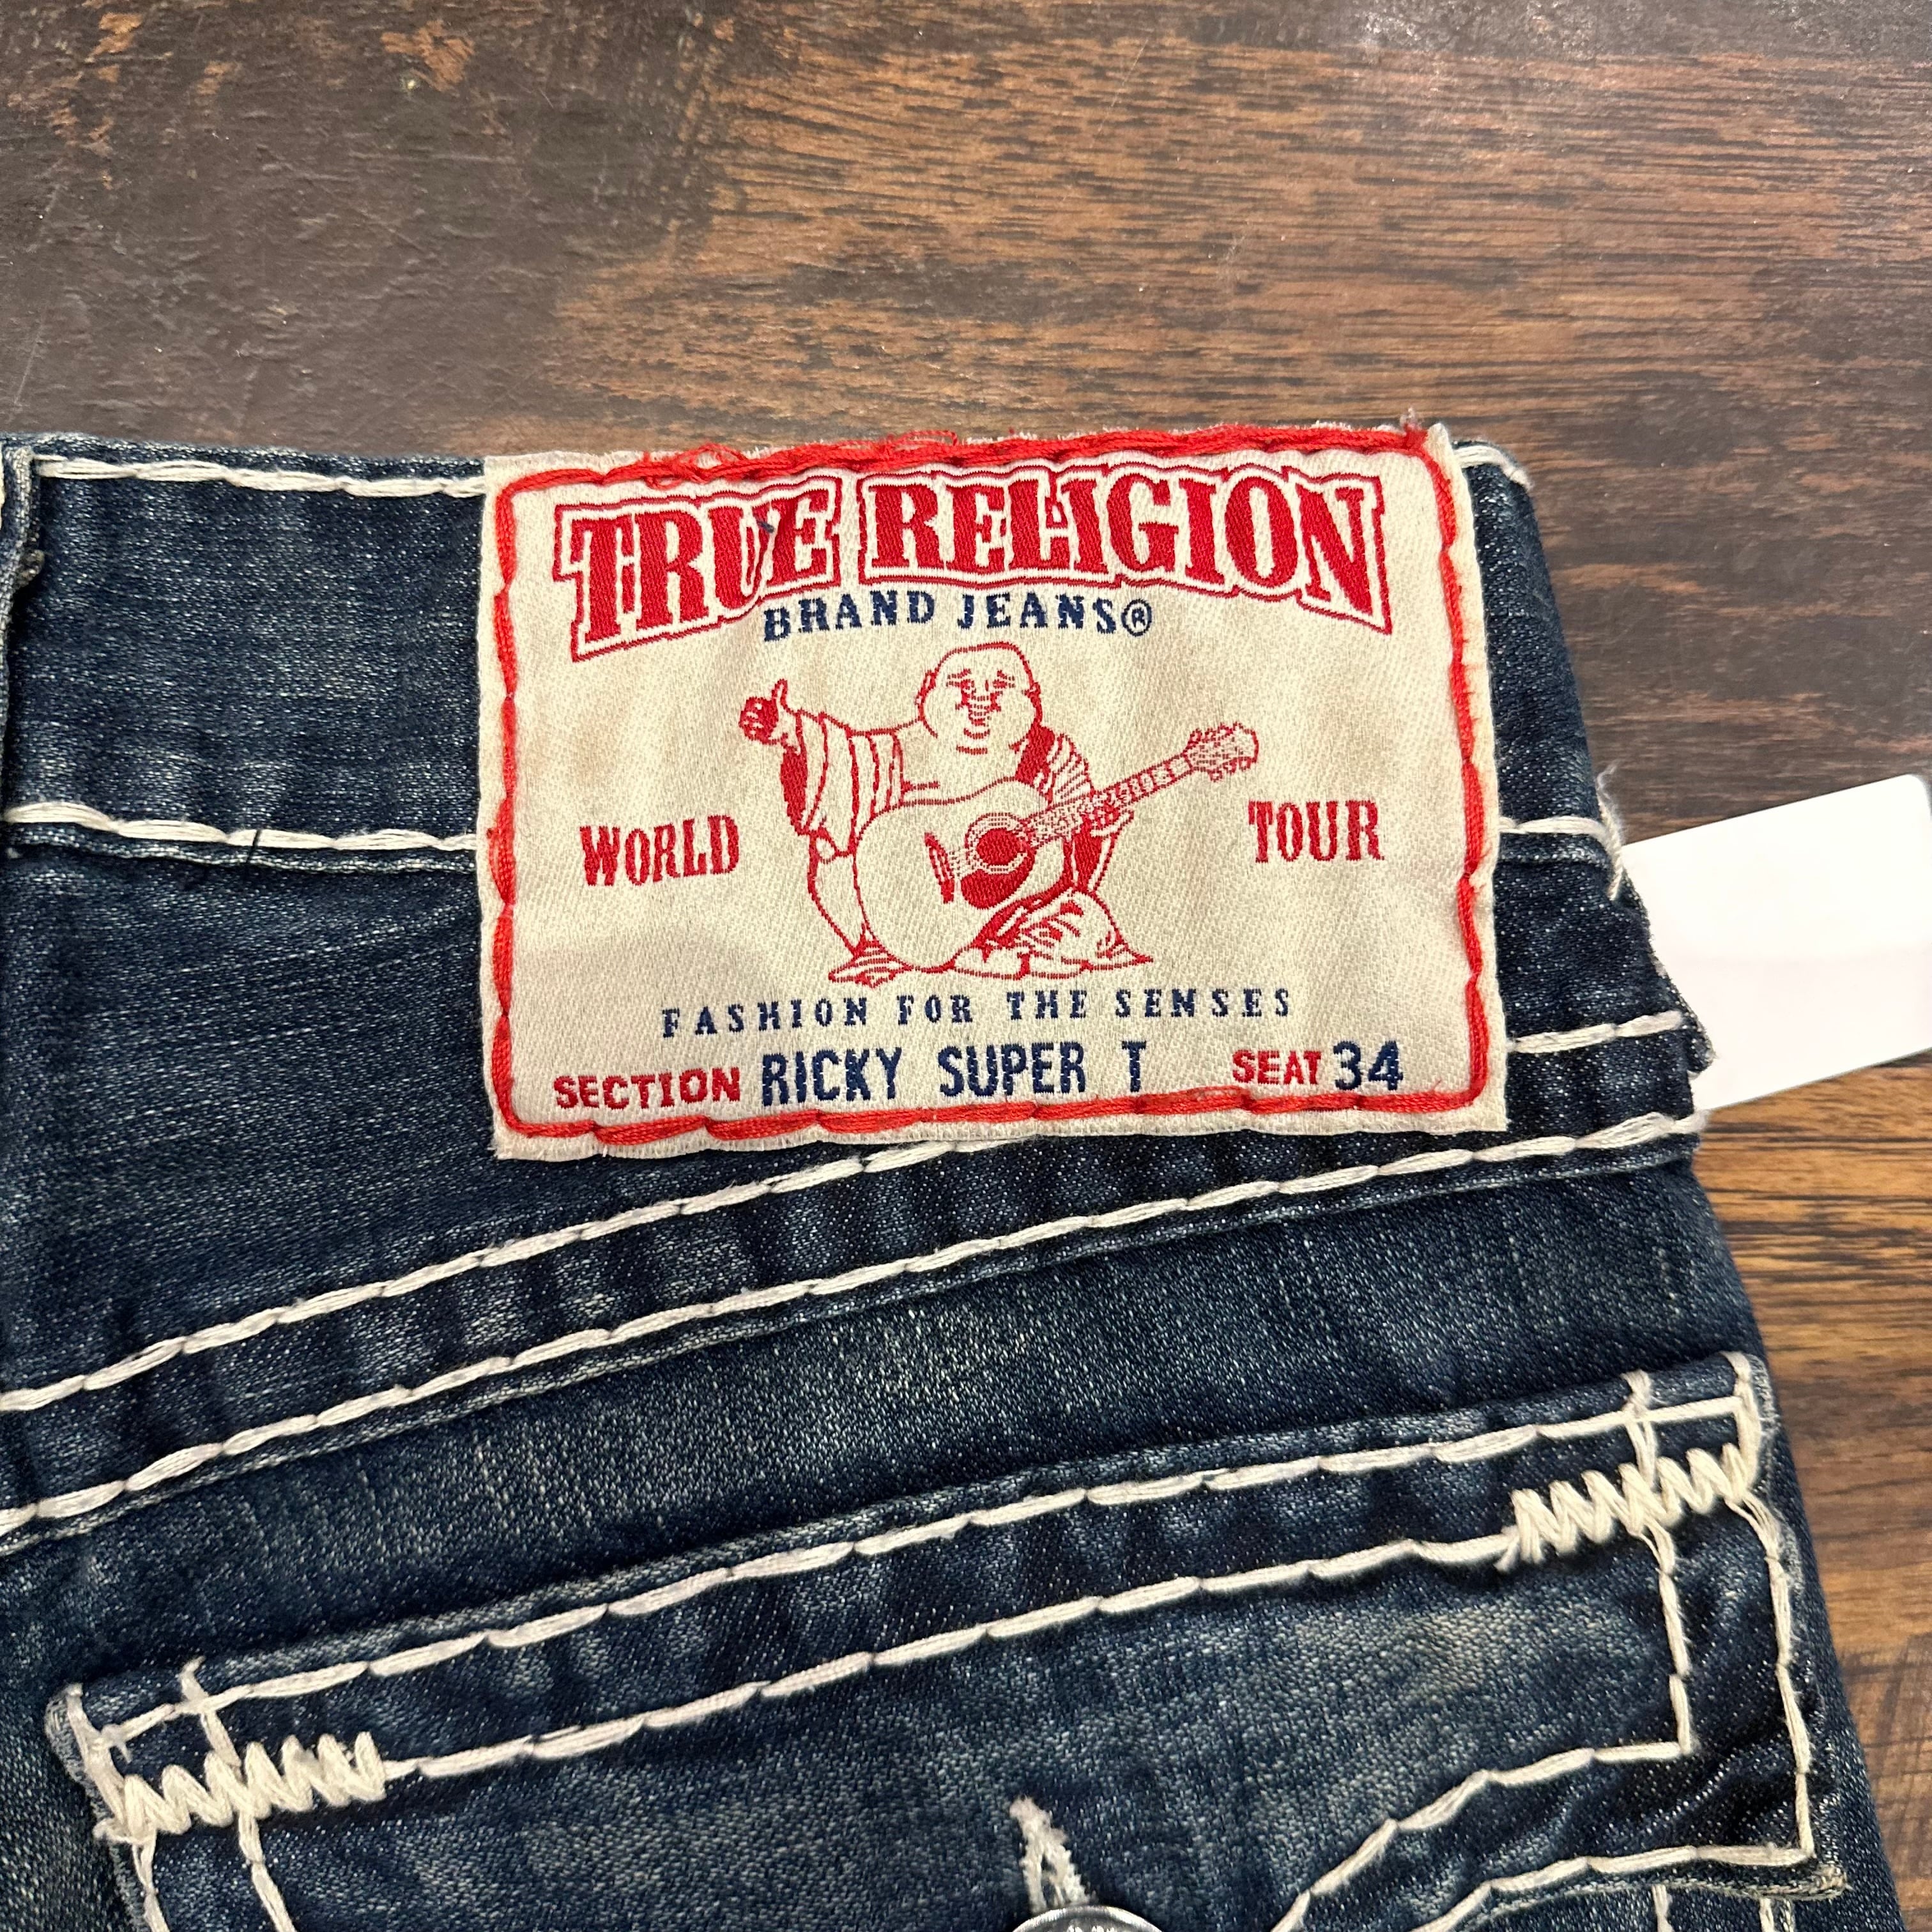 TRUE RELIGION
BRAND JEANS®
WORLD TOUR
FASHION FOR THE SENSES
SECTION RICKY SUPER T SEAT 34